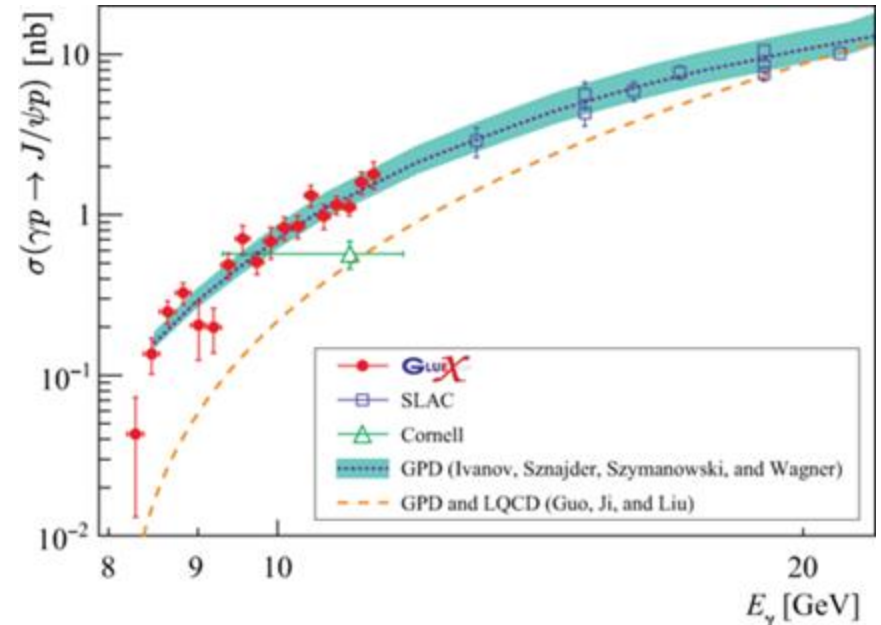 σ(γp → J/ψp) [nb]
10
1
10⁻¹
10⁻²
GLUEX
SLAC
Cornell
GPD (Ivanov, Sznajder, Szymanowski, and Wagner)
GPD and LQCD (Guo, Ji, and Liu)
8 9 10 20
E_γ [GeV]